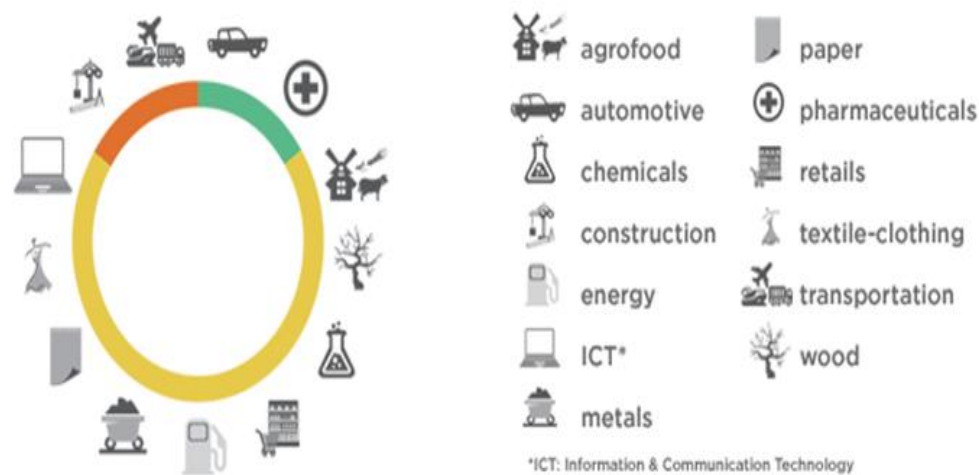 agrofood
automotive
chemicals
construction
energy
ICT*
metals
paper
pharmaceuticals
retails
textile-clothing
transportation
wood
*ICT: Information & Communication Technology